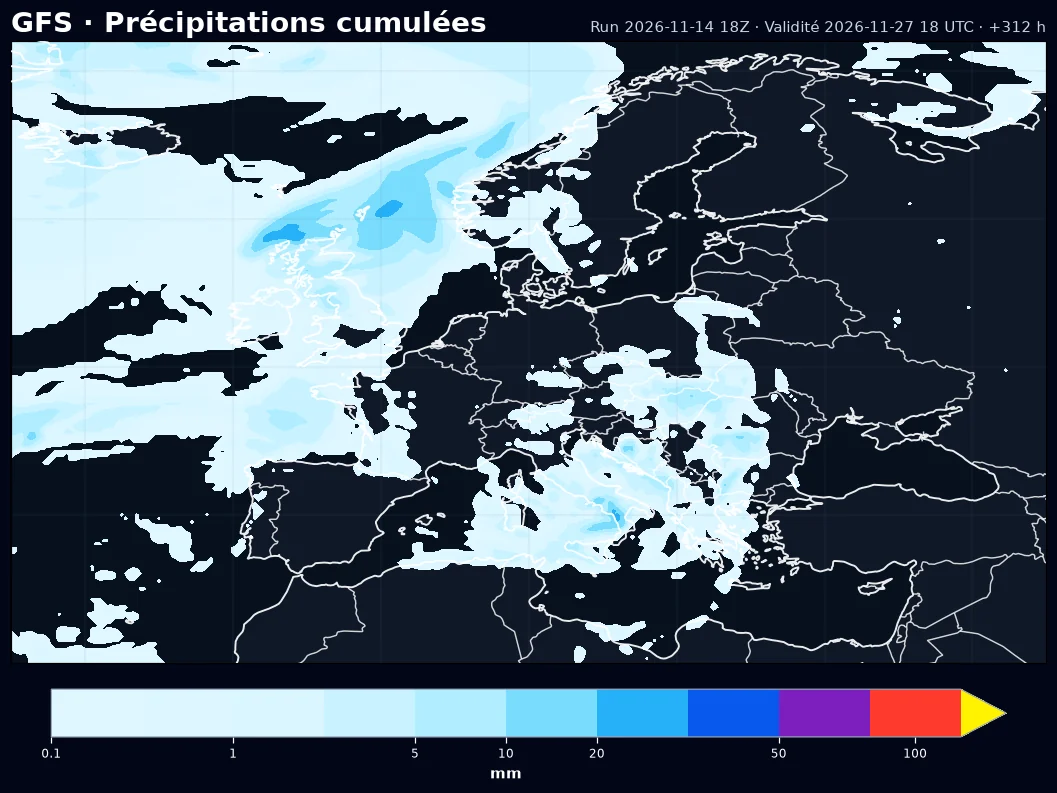 GFS · Précipitations cumulées
Run 2026-11-14 18Z · Validité 2026-11-27 18 UTC · +312 h
0.1 1 5 10 20 50 100
mm